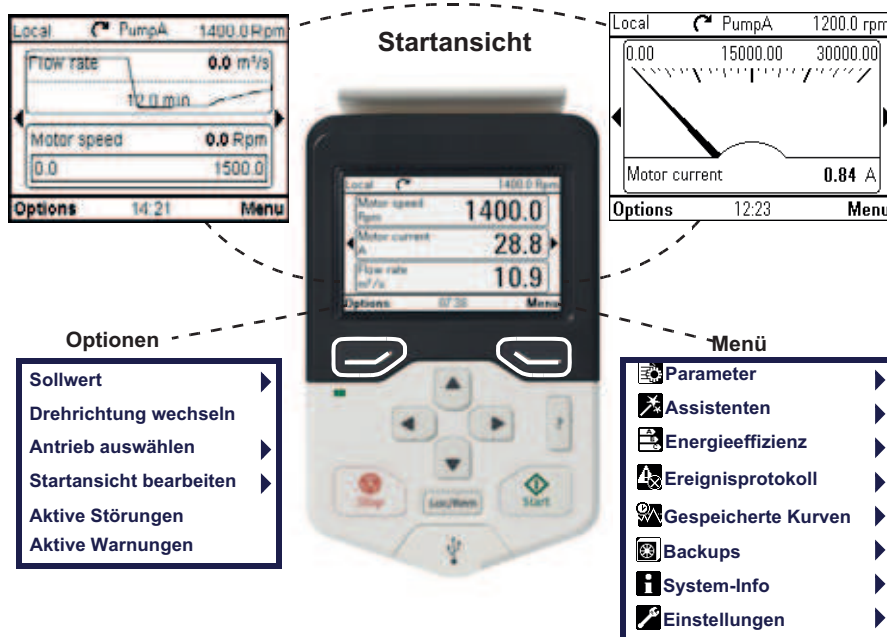 Startansicht
Local PumpA 1400.0 Rpm
Flow rate 0.0 m³/s
12.0 min
Motor speed 0.0 Rpm
0.0 1500.0
Options 14:21 Menu
Local PumpA 1200.0 rpm
0.00 15000.00 30000.00
Motor current 0.84 A
Options 12:23 Menu
Local 1400.0 Rpm
Motor speed 1400.0
Rpm
Motor current 28.8
A
Flow rate 10.9
m³/s
Options 07:36 Menu
Optionen
Sollwert
Drehrichtung wechseln
Antrieb auswählen
Startansicht bearbeiten
Aktive Störungen
Aktive Warnungen
?
Stop
Loc/Rem
Start
Menü
Parameter
Assistenten
Energieeffizienz
Ereignisprotokoll
Gespeicherte Kurven
Backups
System-Info
Einstellungen